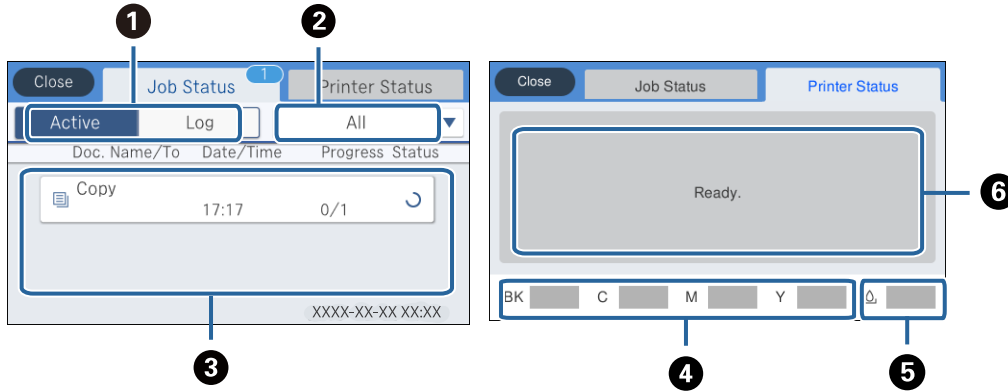 1 2
Close Job Status 1 Printer Status
Active Log All
Doc. Name/To Date/Time Progress Status
Copy
17:17 0/1
XXXX-XX-XX XX:XX
3
Close Job Status Printer Status
Ready.
6
BK C M Y
4 5